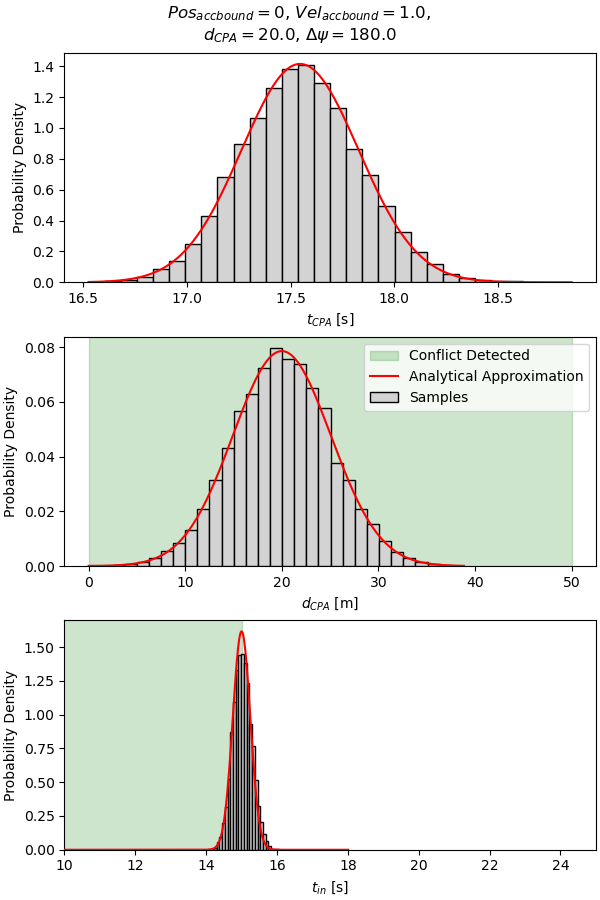 Pos_accbound = 0, Vel_accbound = 1.0,
d_CPA = 20.0, Δψ = 180.0
1.4
1.2
1.0
0.8
0.6
0.4
0.2
0.0
Probability Density
16.5 17.0 17.5 18.0 18.5
t_CPA [s]
0.08
0.06
0.04
0.02
0.00
Probability Density
Conflict Detected
Analytical Approximation
Samples
0 10 20 30 40 50
d_CPA [m]
1.50
1.25
1.00
0.75
0.50
0.25
0.00
Probability Density
10 12 14 16 18 20 22 24
t_in [s]